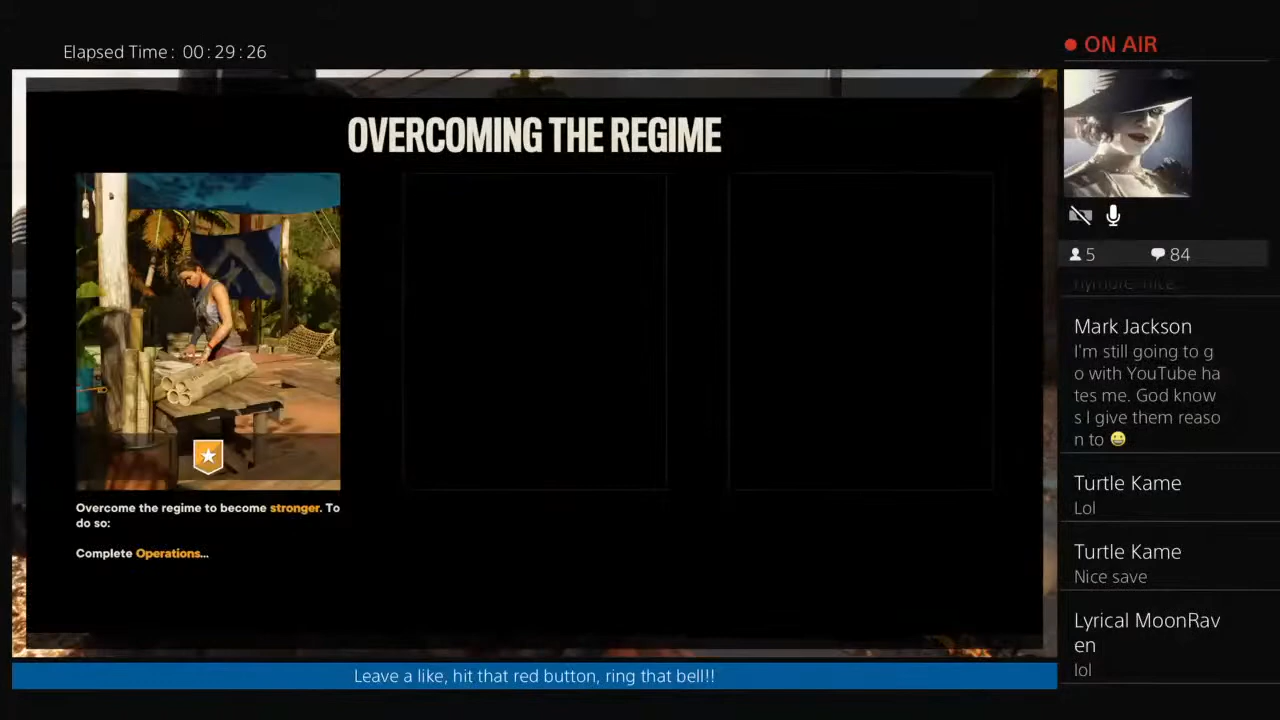 Elapsed Time: 00:29:26
ON AIR
OVERCOMING THE REGIME
Overcome the regime to become stronger. To
do so:
Complete Operations...
5
84
Mark Jackson
I'm still going to g
o with YouTube ha
tes me. God know
s I give them reaso
n to 😀
Turtle Kame
Lol
Turtle Kame
Nice save
Lyrical MoonRav
en
lol
Leave a like, hit that red button, ring that bell!!